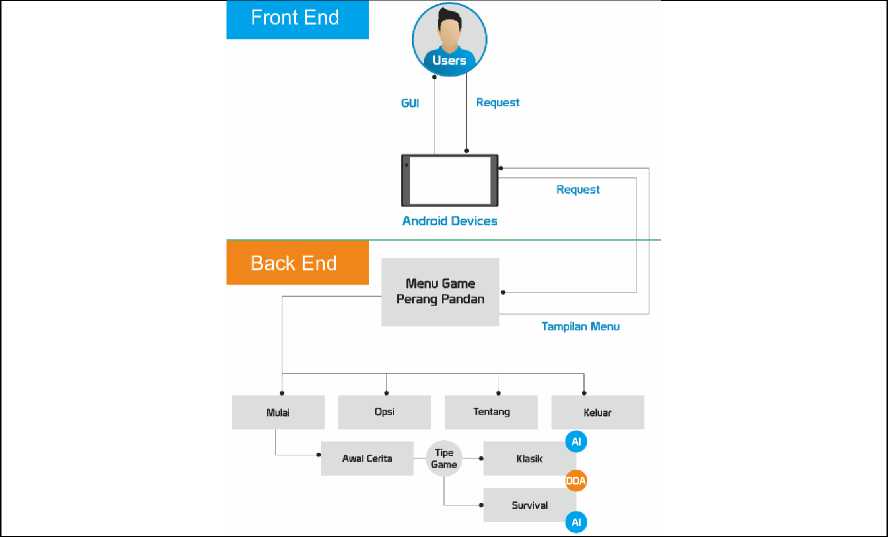 Front End
Users
GUI
Request
Request
Android Devices
Back End
Menu Game
Perang Pandan
Tampilan Menu
Mulai
Opsi
Tentang
Keluar
AI
Awal Cerita
Tipe
Game
Klasik
DDA
Survival
AI